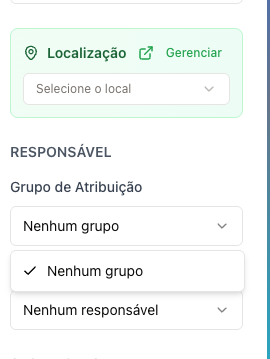 Localização Gerenciar
Selecione o local
RESPONSÁVEL
Grupo de Atribuição
Nenhum grupo
Nenhum grupo
Nenhum responsável